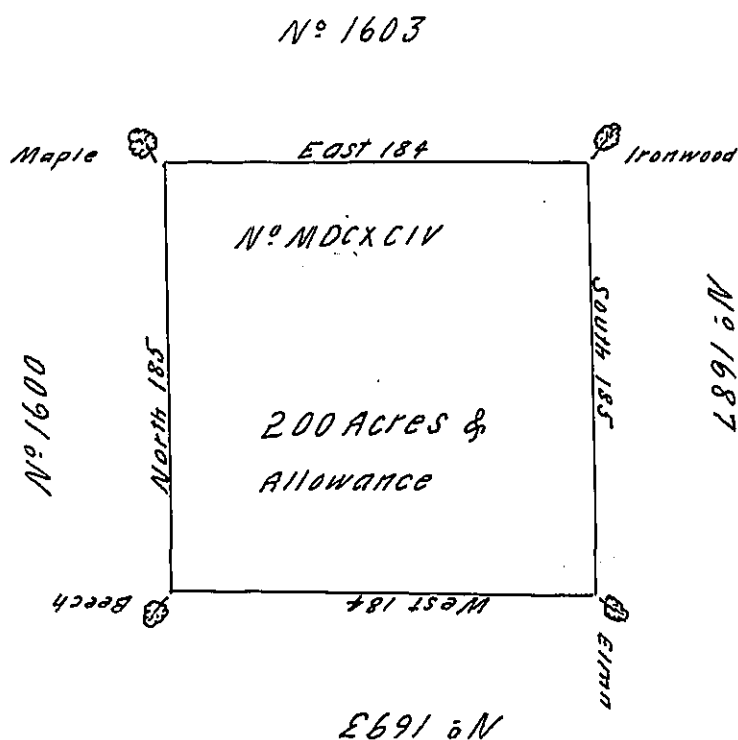 Nº 1603
Maple
East 184
Ironwood
Nº MDCXCIV
South 185
Nº 1687
Nº 1600
North 185
200 Acres &
Allowance
Beech
West 184
Elmn
Nº 1693